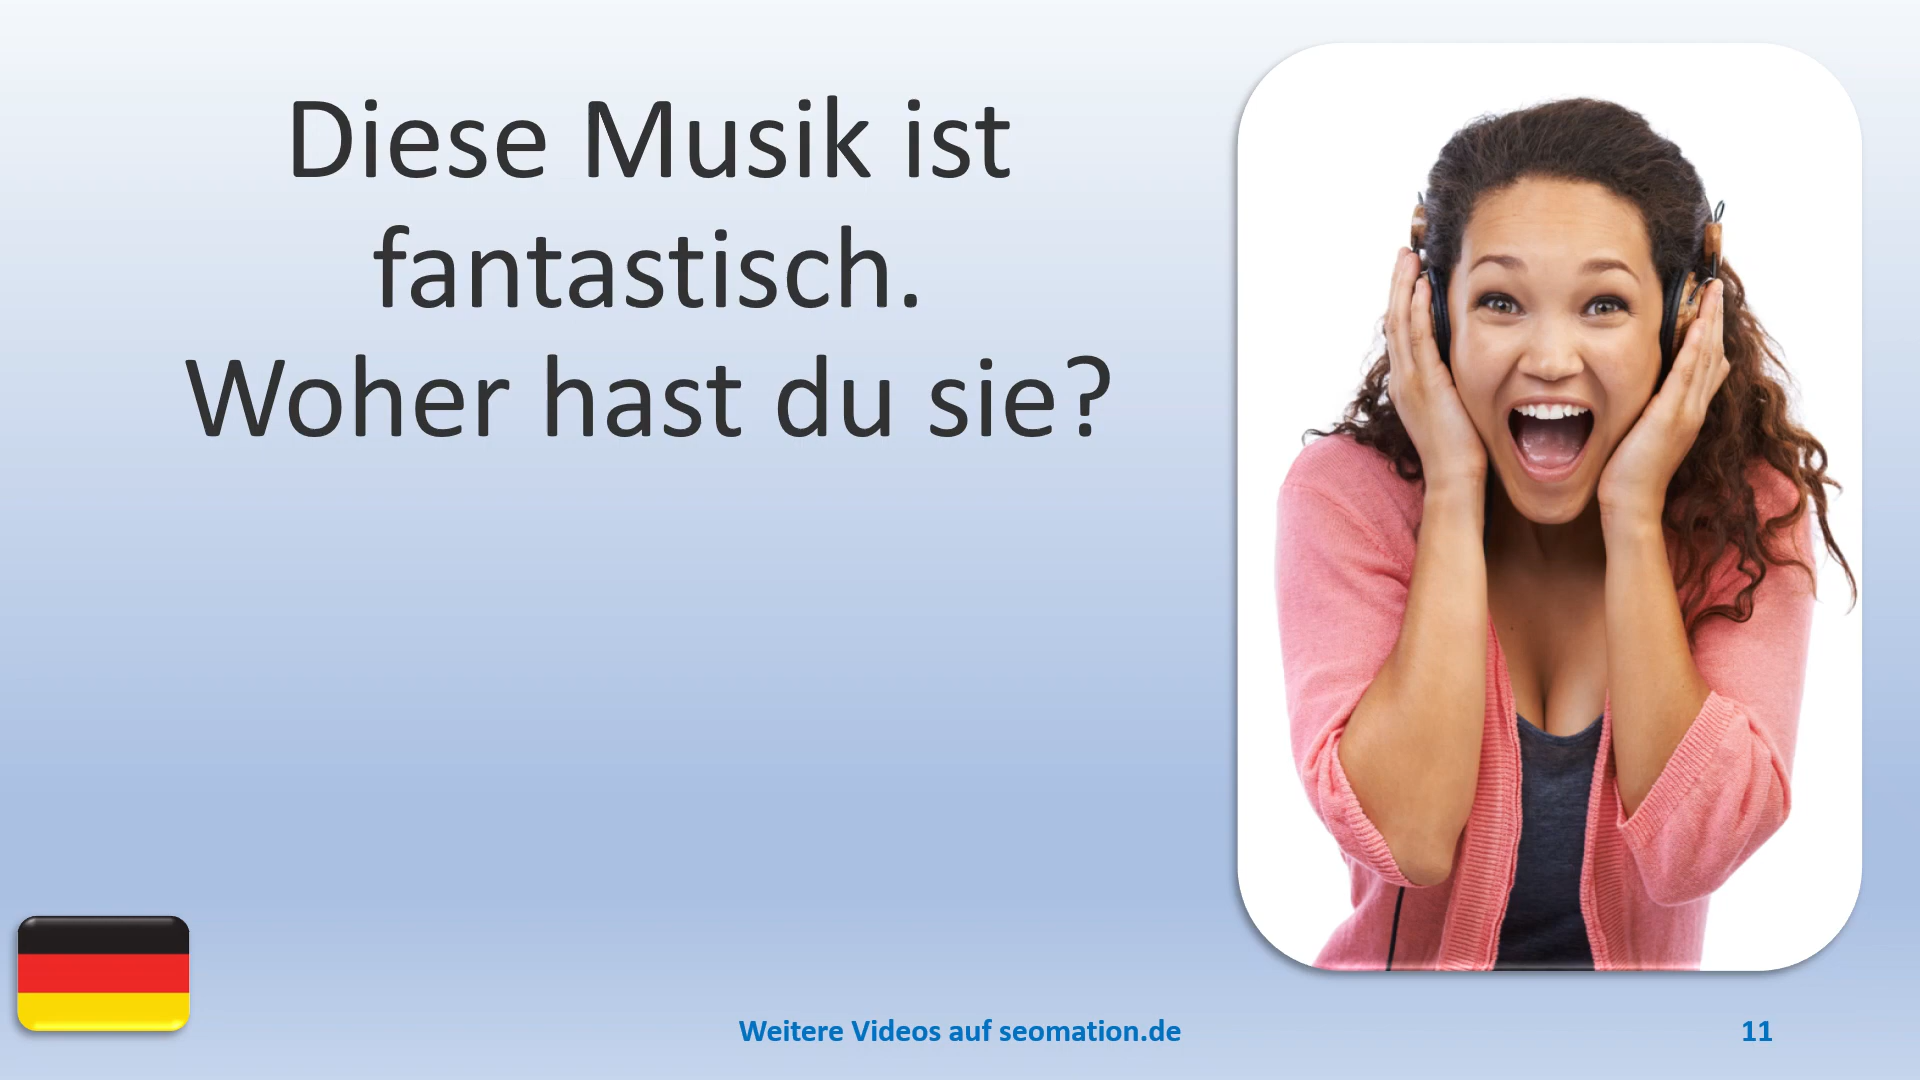 Diese Musik ist
fantastisch.
Woher hast du sie?
Weitere Videos auf seomation.de
11